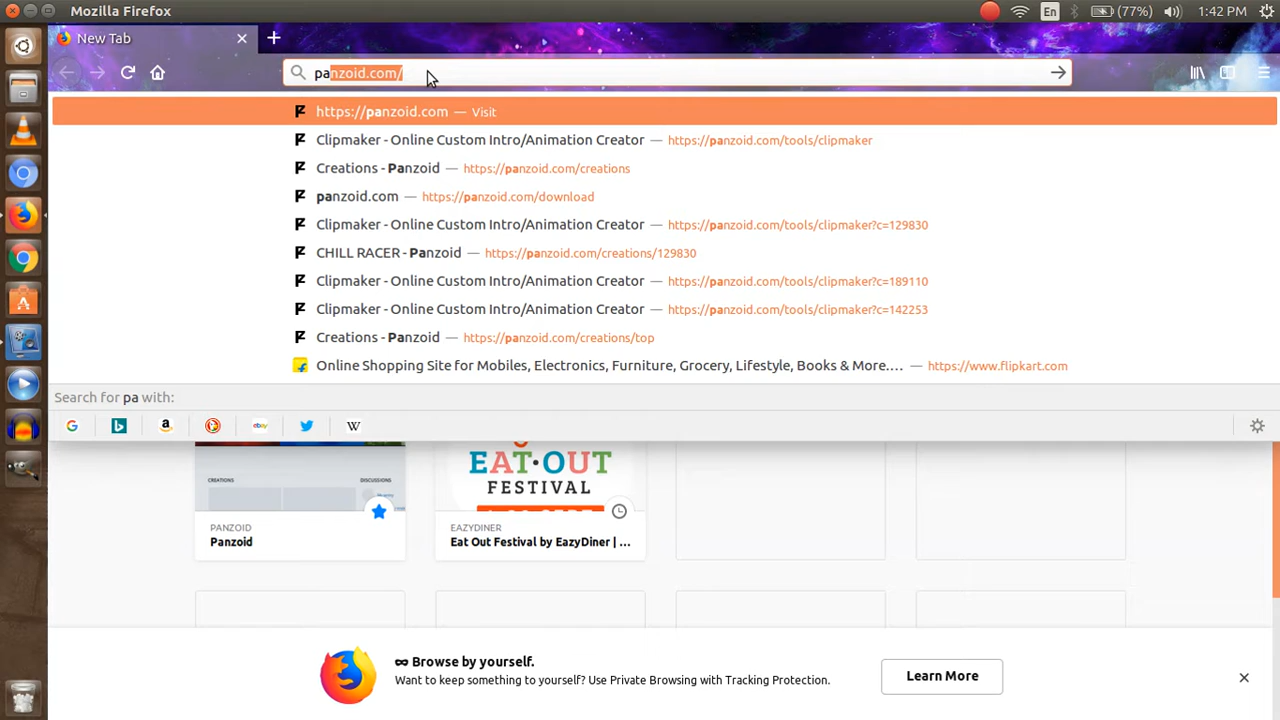 Mozilla Firefox En (77%) 1:42 PM
New Tab
panzoid.com/
https://panzoid.com — Visit
Clipmaker - Online Custom Intro/Animation Creator — https://panzoid.com/tools/clipmaker
Creations - Panzoid — https://panzoid.com/creations
panzoid.com — https://panzoid.com/download
Clipmaker - Online Custom Intro/Animation Creator — https://panzoid.com/tools/clipmaker?c=129830
CHILL RACER - Panzoid — https://panzoid.com/creations/129830
Clipmaker - Online Custom Intro/Animation Creator — https://panzoid.com/tools/clipmaker?c=189110
Clipmaker - Online Custom Intro/Animation Creator — https://panzoid.com/tools/clipmaker?c=142253
Creations - Panzoid — https://panzoid.com/creations/top
Online Shopping Site for Mobiles, Electronics, Furniture, Grocery, Lifestyle, Books & More.... — https://www.flipkart.com
Search for pa with:
G b a ebay W
EAT·OUT
FESTIVAL
CREATIONS DISCUSSIONS
PANZOID
Panzoid
EAZYDINER
Eat Out Festival by EazyDiner | ...
Browse by yourself.
Want to keep something to yourself? Use Private Browsing with Tracking Protection.
Learn More